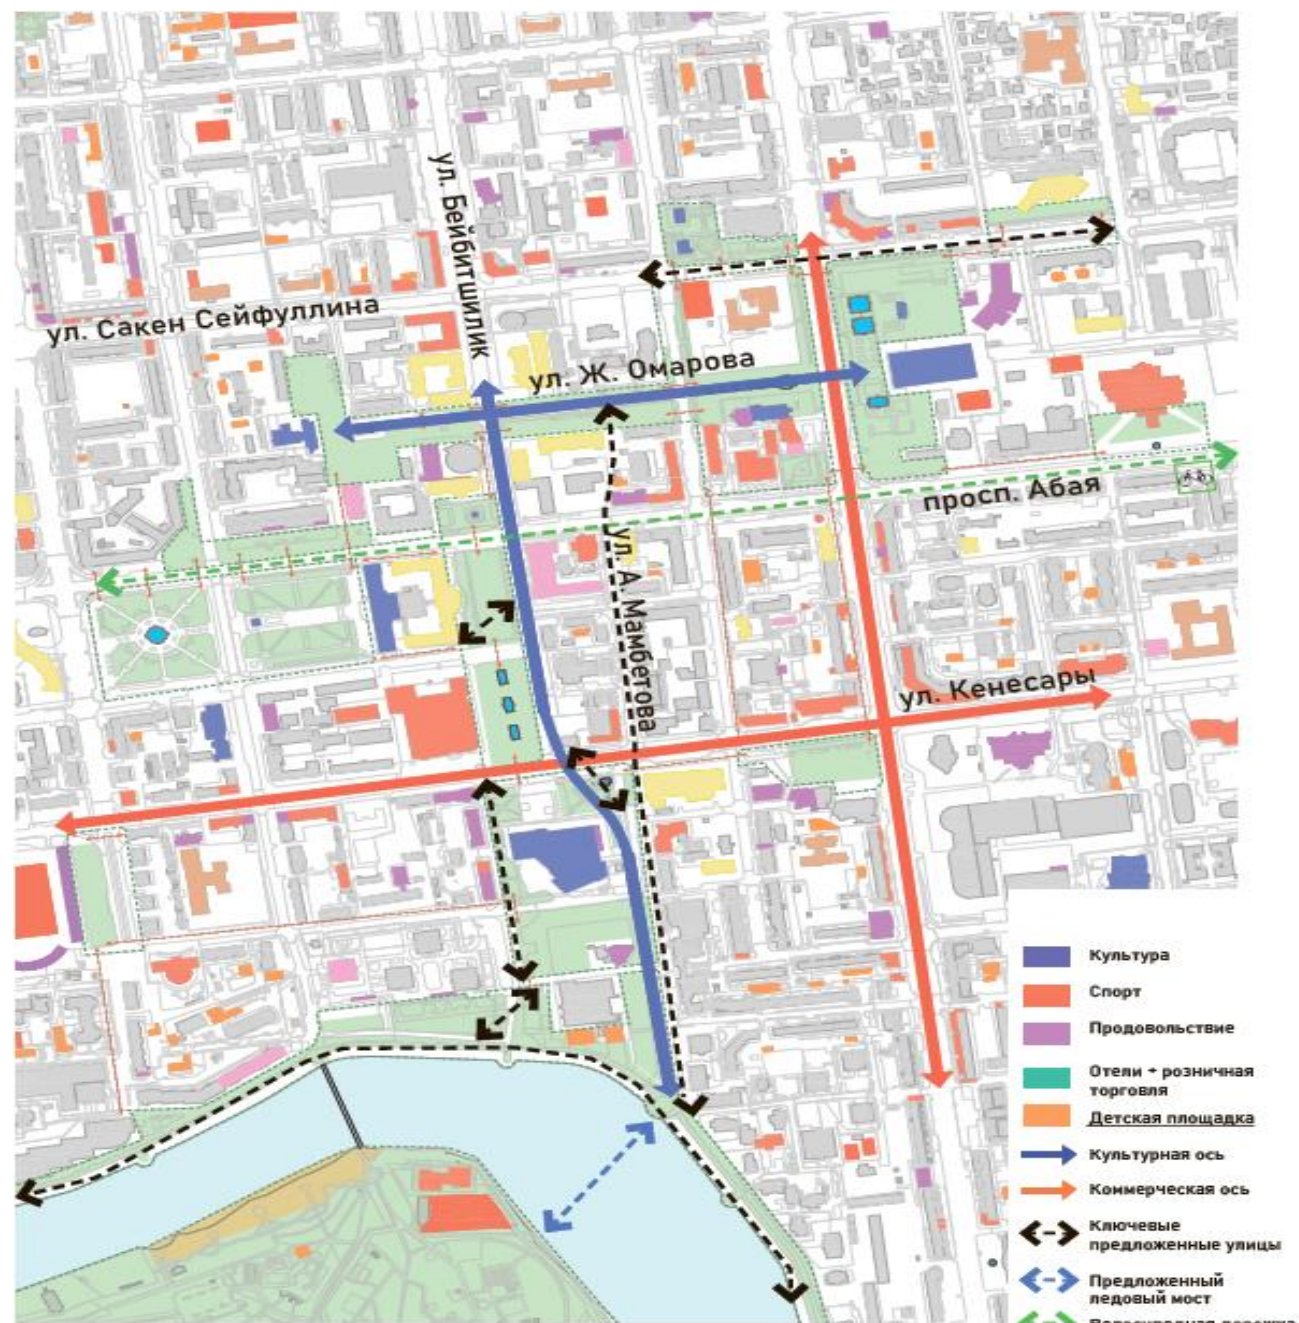 ул. Бейбитшилик
ул. Сакен Сейфуллина
ул. Ж. Омарова
просп. Абая
ул. А. Мамбетова
ул. Кенесары
Культура
Спорт
Продовольствие
Отели + розничная
торговля
Детская площадка
Культурная ось
Коммерческая ось
Ключевые
предложенные улицы
Предложенный
ледовый мост